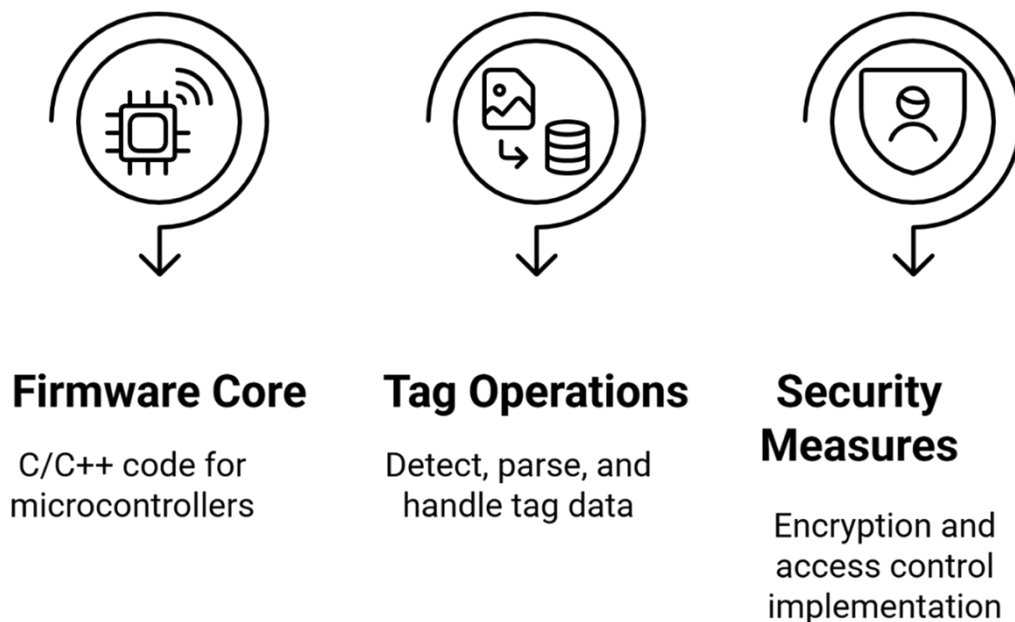 Firmware Core
C/C++ code for
microcontrollers
Tag Operations
Detect, parse, and
handle tag data
Security
Measures
Encryption and
access control
implementation